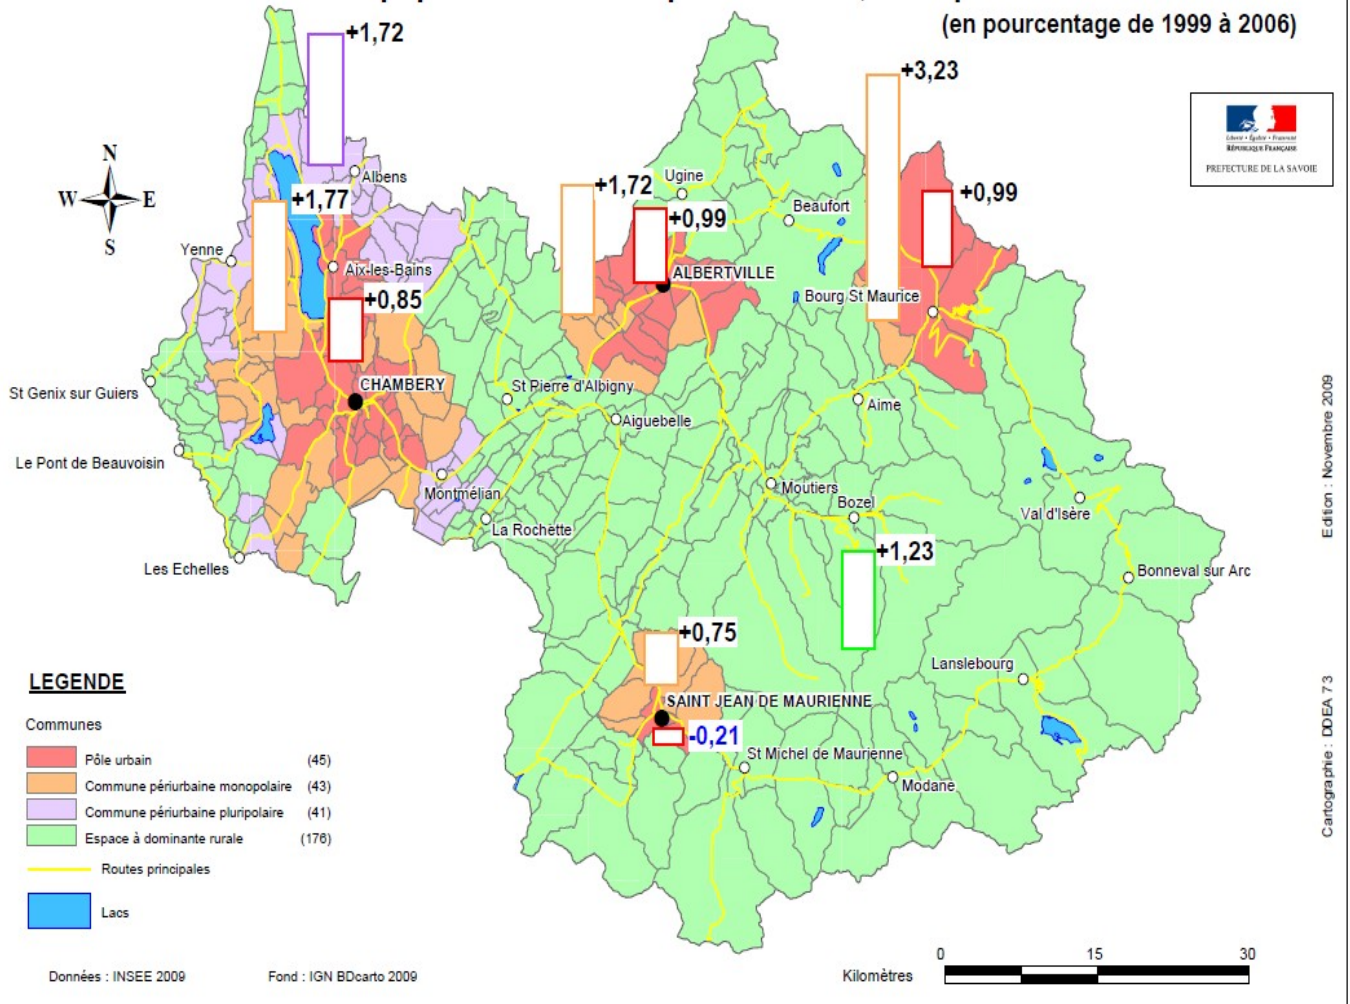 (en pourcentage de 1999 à 2006)
+1,72
+3,23
Liberté • Égalité • Fraternité
RÉPUBLIQUE FRANÇAISE
PREFECTURE DE LA SAVOIE
N
W E
S
Albens
+1,77
Ugine
+1,72
+0,99
Beaufort
+0,99
Yenne
Aix-les-Bains
ALBERTVILLE
+0,85
Bourg St Maurice
St Genix sur Guiers
CHAMBERY
St Pierre d'Albigny
Aime
Aiguebelle
Le Pont de Beauvoisin
Montmélian
Moutiers
Bozel
Val d'Isère
La Rochette
Les Echelles
+1,23
Bonneval sur Arc
+0,75
Lanslebourg
SAINT JEAN DE MAURIENNE
-0,21
St Michel de Maurienne
Modane
LEGENDE
Communes
Pôle urbain (45)
Commune périurbaine monopolaire (43)
Commune périurbaine pluripolaire (41)
Espace à dominante rurale (176)
Routes principales
Lacs
Données : INSEE 2009 Fond : IGN BDcarto 2009
Kilomètres
0 15 30
Edition : Novembre 2009
Cartographie : DDEA 73